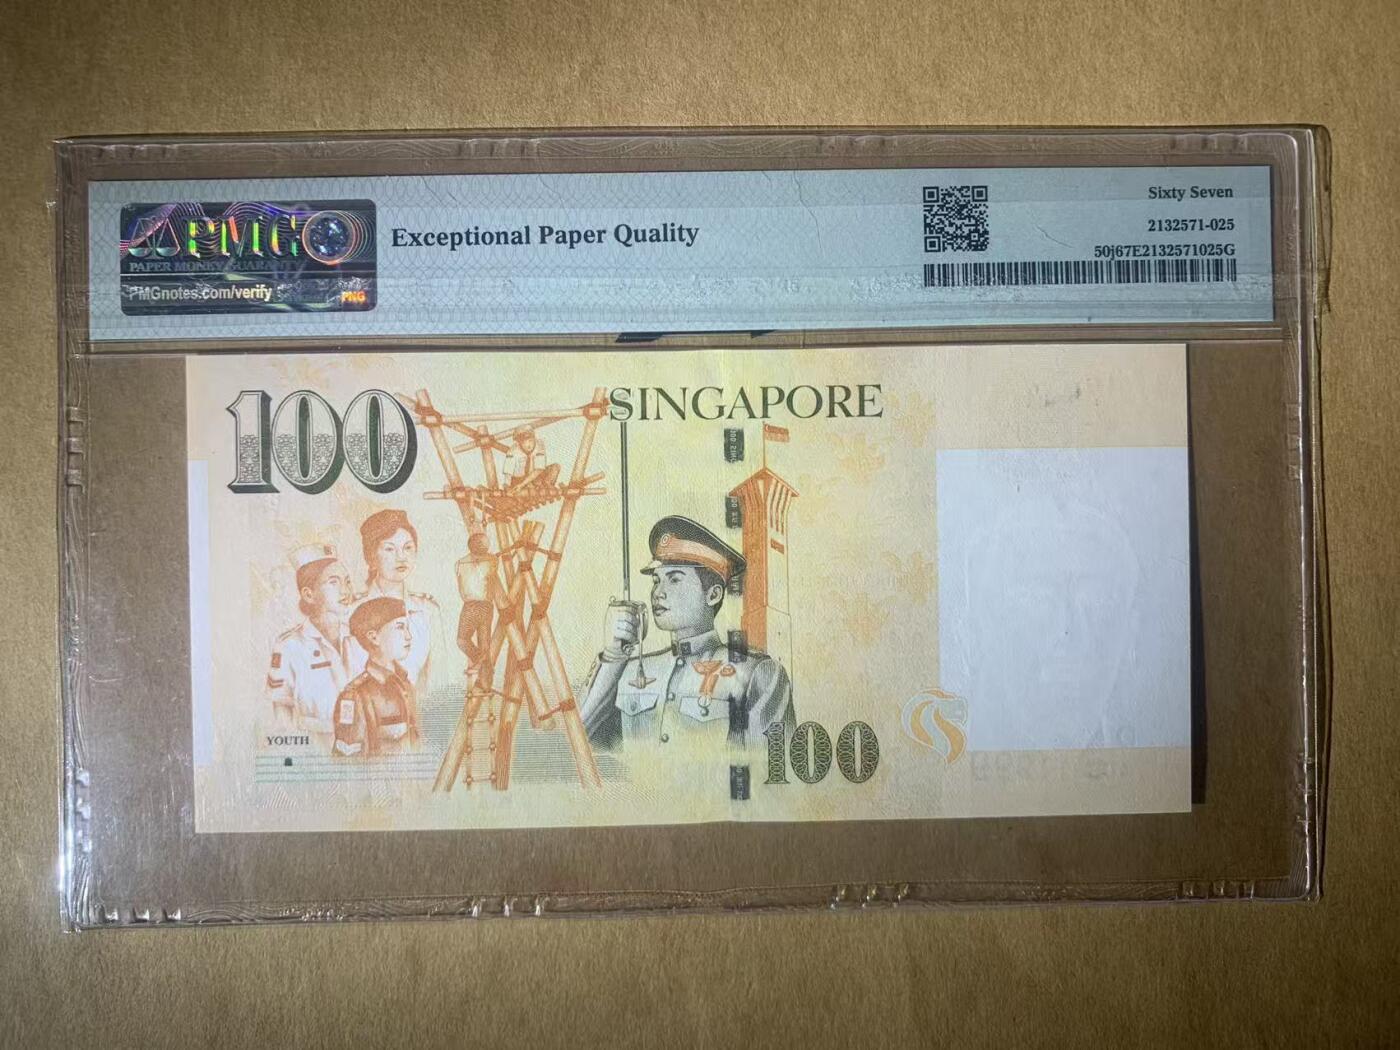 PMG
PAPER MONEY GUARANTY
PMGnotes.com/verify
PNG
Exceptional Paper Quality
Sixty Seven
2132571-025
50j67E2132571025G
100
SINGAPORE
YOUTH
100